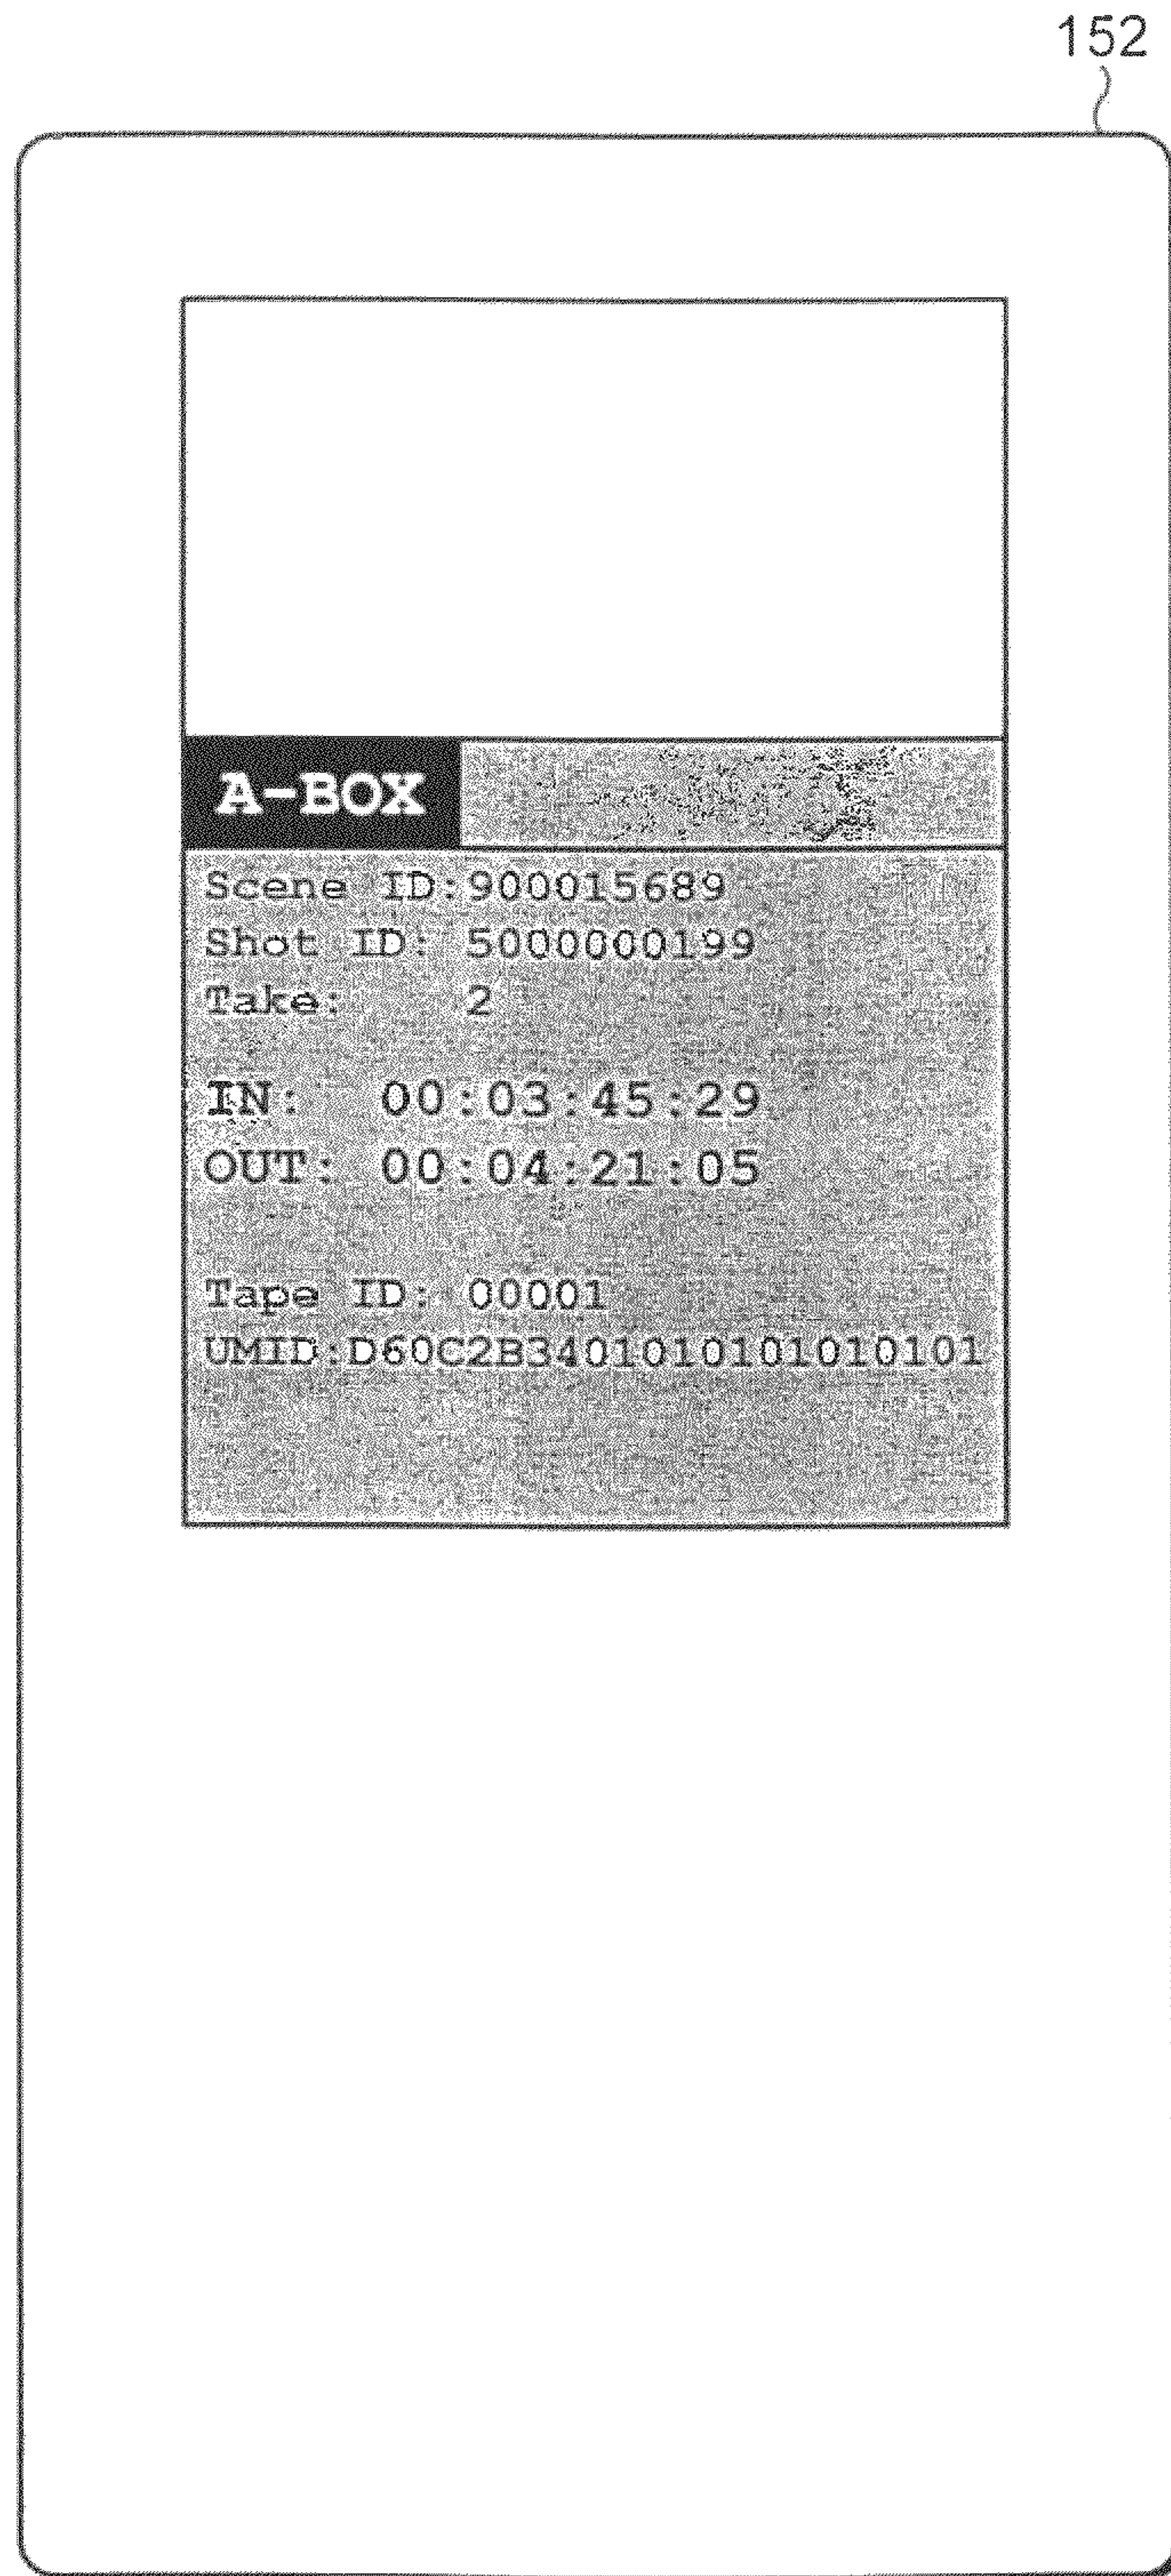 152
A-BOX
Scene ID:900015689
Shot ID: 5000000199
Take: 2
IN: 00:03:45:29
OUT: 00:04:21:05
Tape ID: 00001
UMID:D60C2B340101010101010101